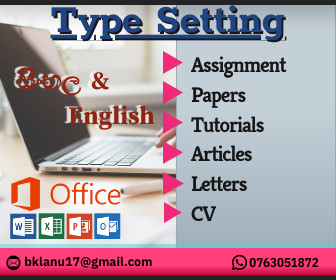 Type Setting
සිංහල &
English
Assignment
Papers
Tutorials
Articles
Letters
CV
Office
bklanu17@gmail.com
0763051872